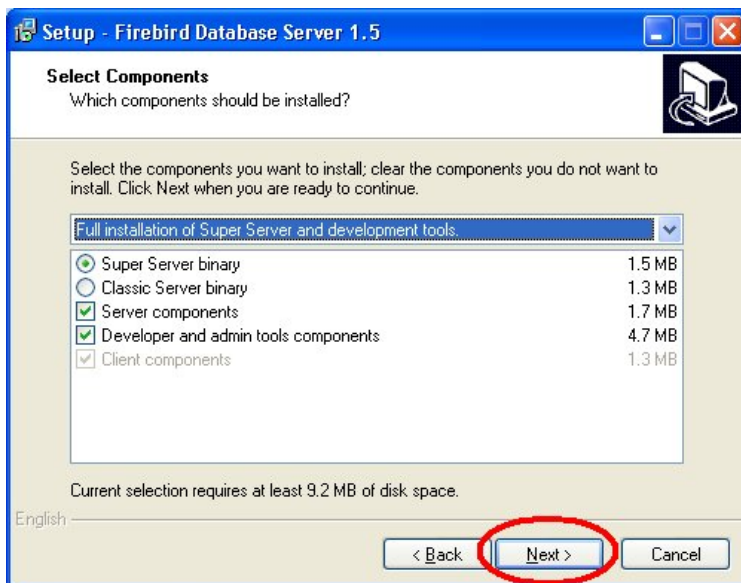 Setup - Firebird Database Server 1.5
Select Components
Which components should be installed?
Select the components you want to install; clear the components you do not want to
install. Click Next when you are ready to continue.
Full installation of Super Server and development tools.
Super Server binary 1.5 MB
Classic Server binary 1.3 MB
Server components 1.7 MB
Developer and admin tools components 4.7 MB
Client components 1.3 MB
Current selection requires at least 9.2 MB of disk space.
English
< Back Next > Cancel